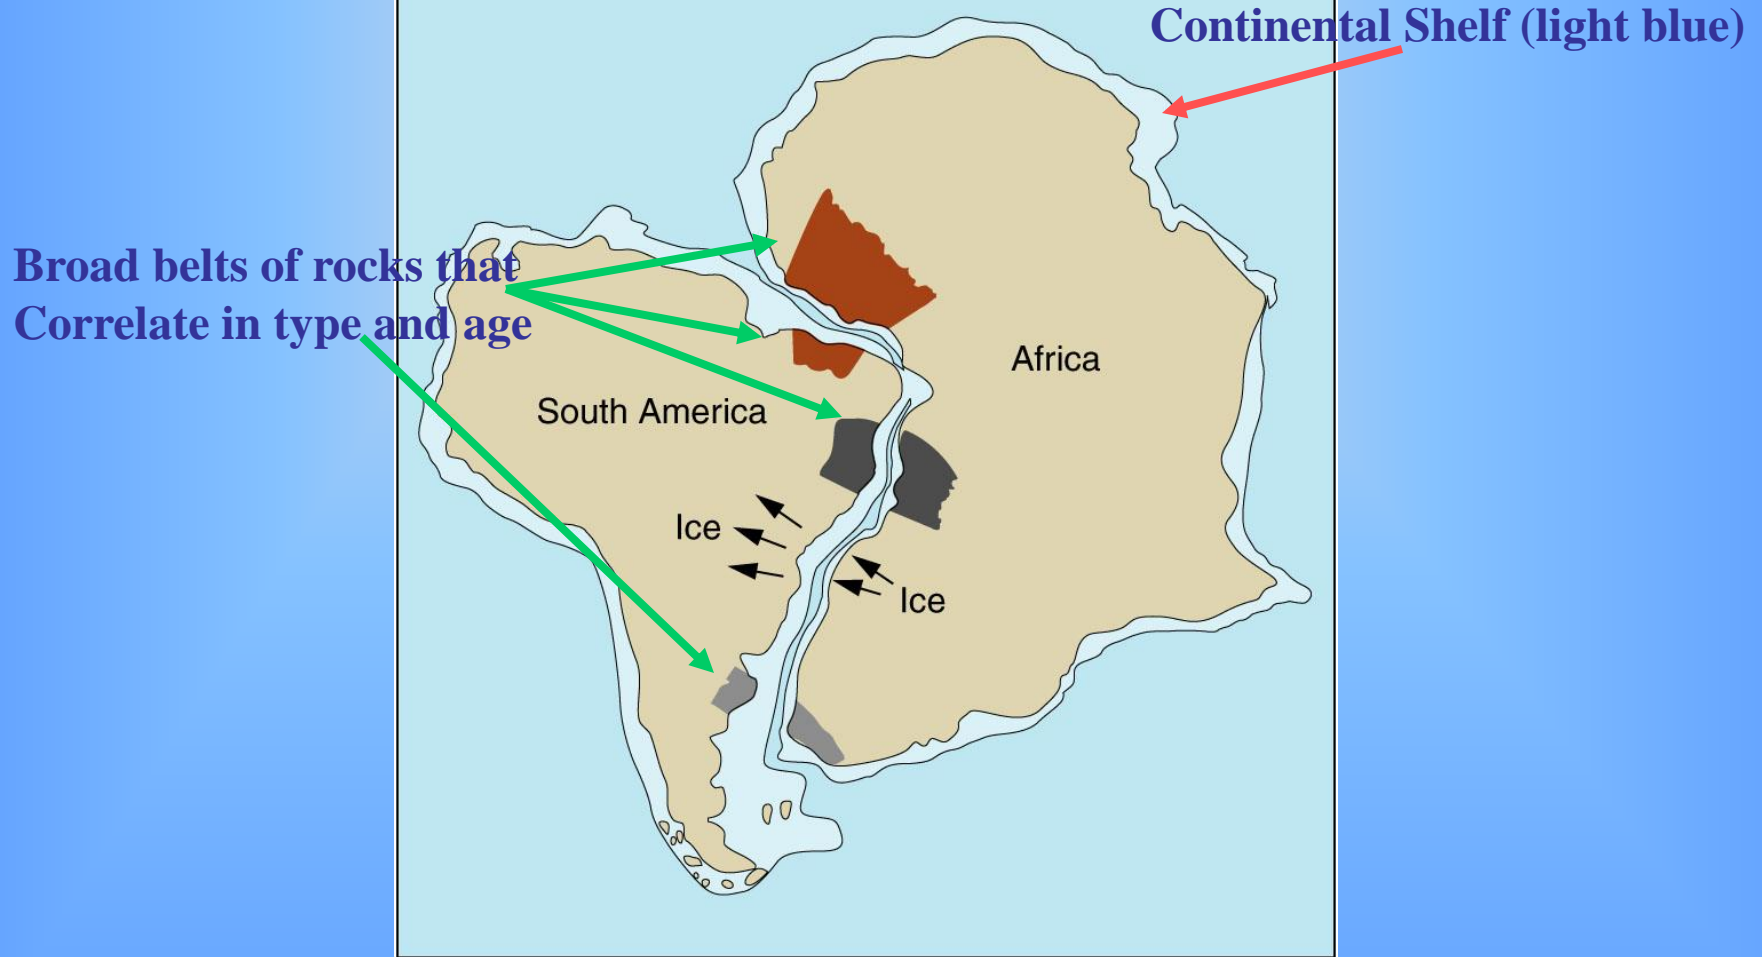 Continental Shelf (light blue)
Broad belts of rocks that
Correlate in type and age
Africa
South America
Ice
Ice